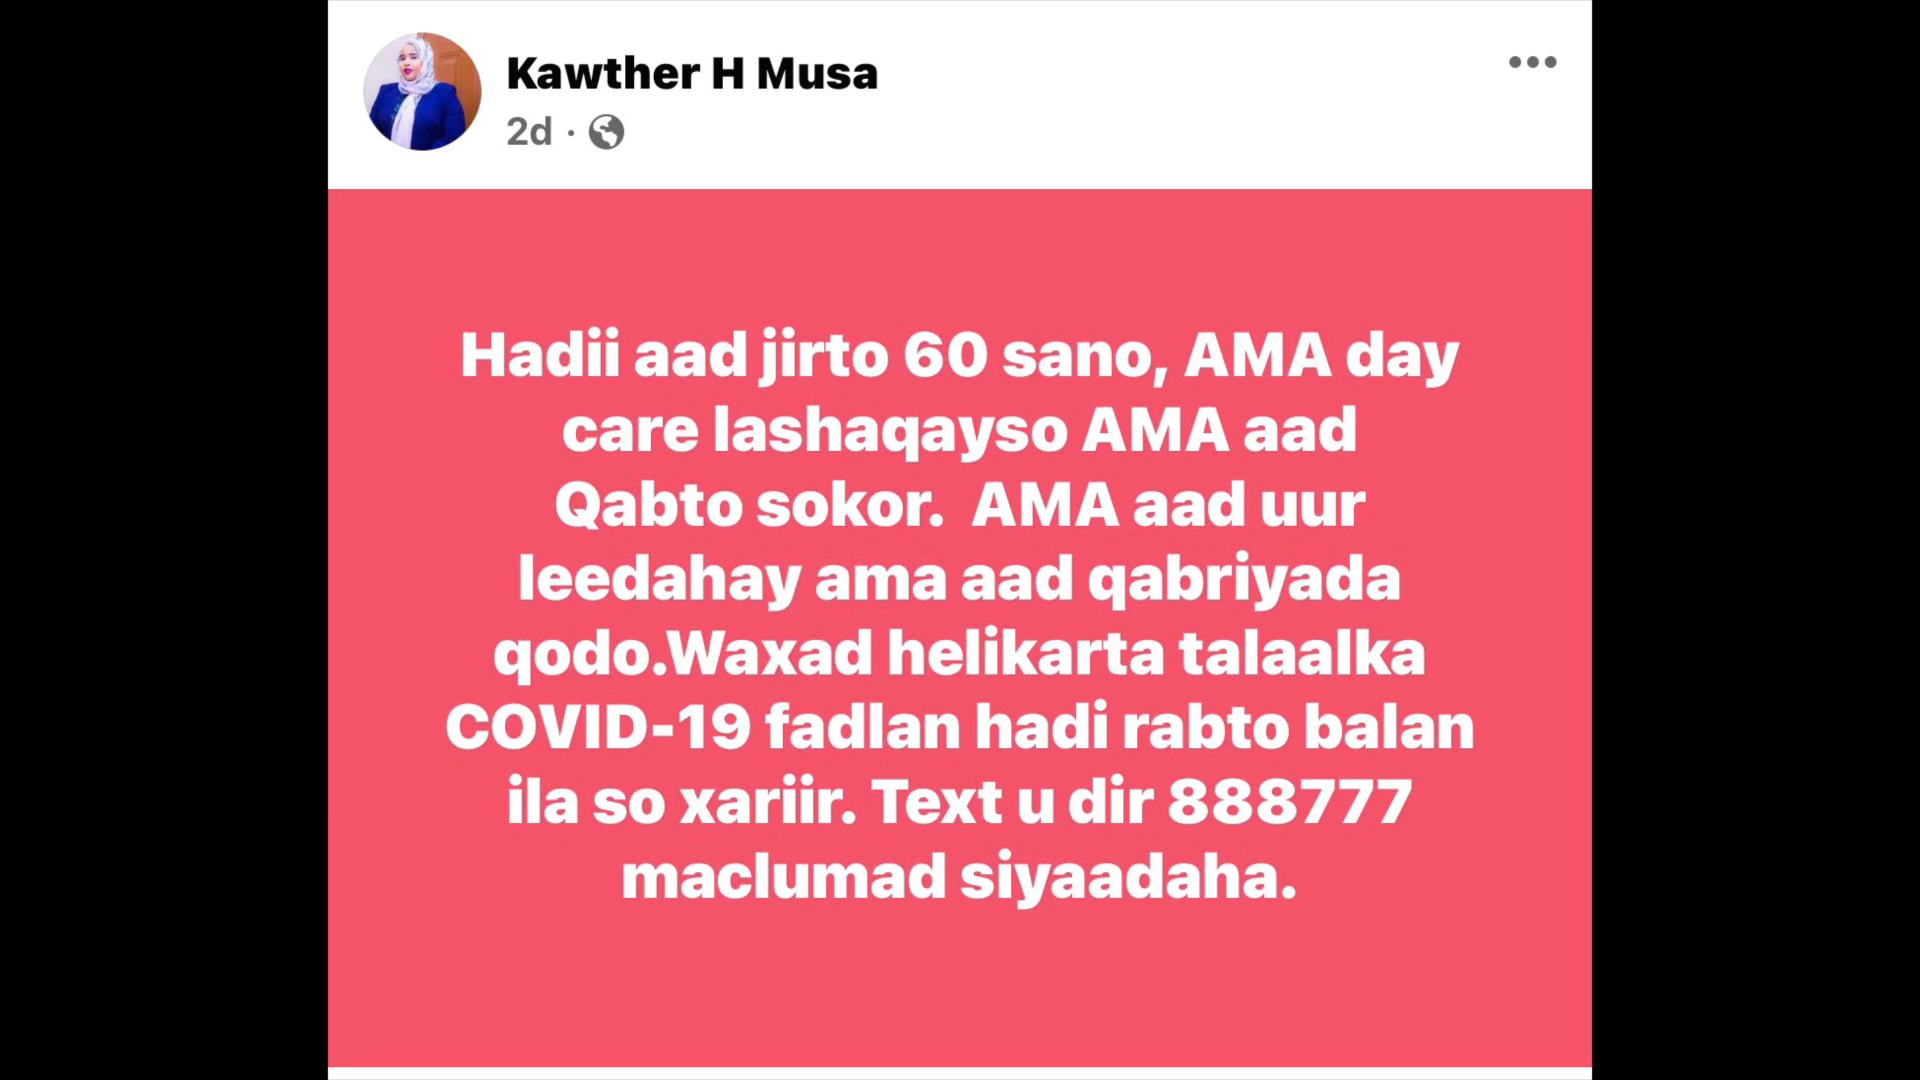 Kawther H Musa
2d ·
Hadii aad jirto 60 sano, AMA day
care lashaqayso AMA aad
Qabto sokor.  AMA aad uur
leedahay ama aad qabriyada
qodo.Waxad helikarta talaalka
COVID-19 fadlan hadi rabto balan
ila so xariir. Text u dir 888777
maclumad siyaadaha.